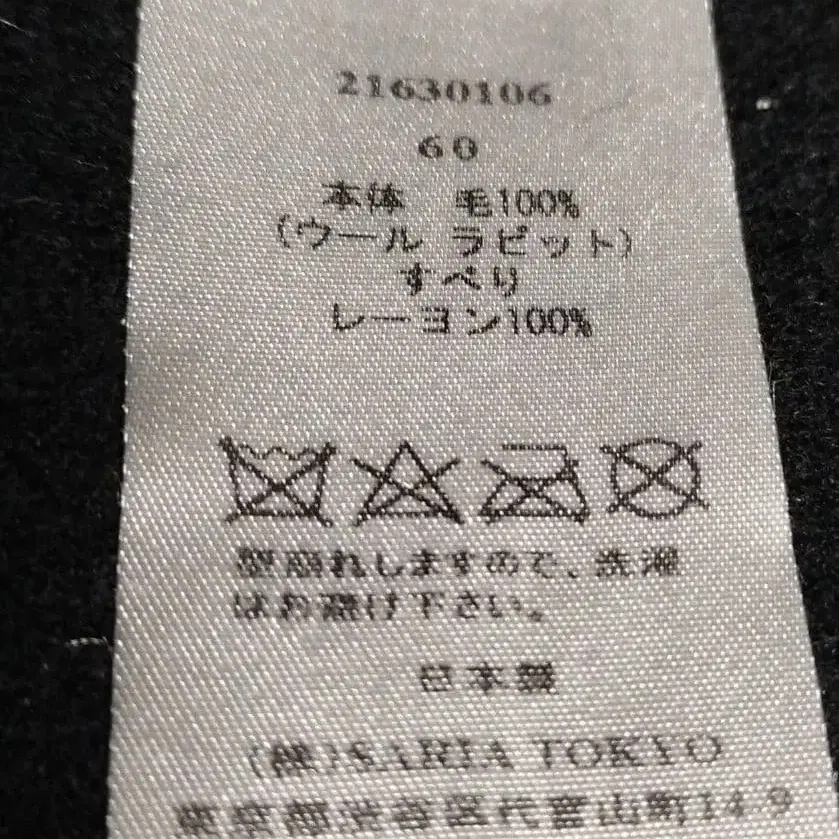 21630106
60
本体 毛100%
(ウール ラビット)
すべり
レーヨン100%
型崩れしますので、洗濯
はお避け下さい。
日本製
(株)SARIA TOKYO
東京都渋谷区代官山町14-9